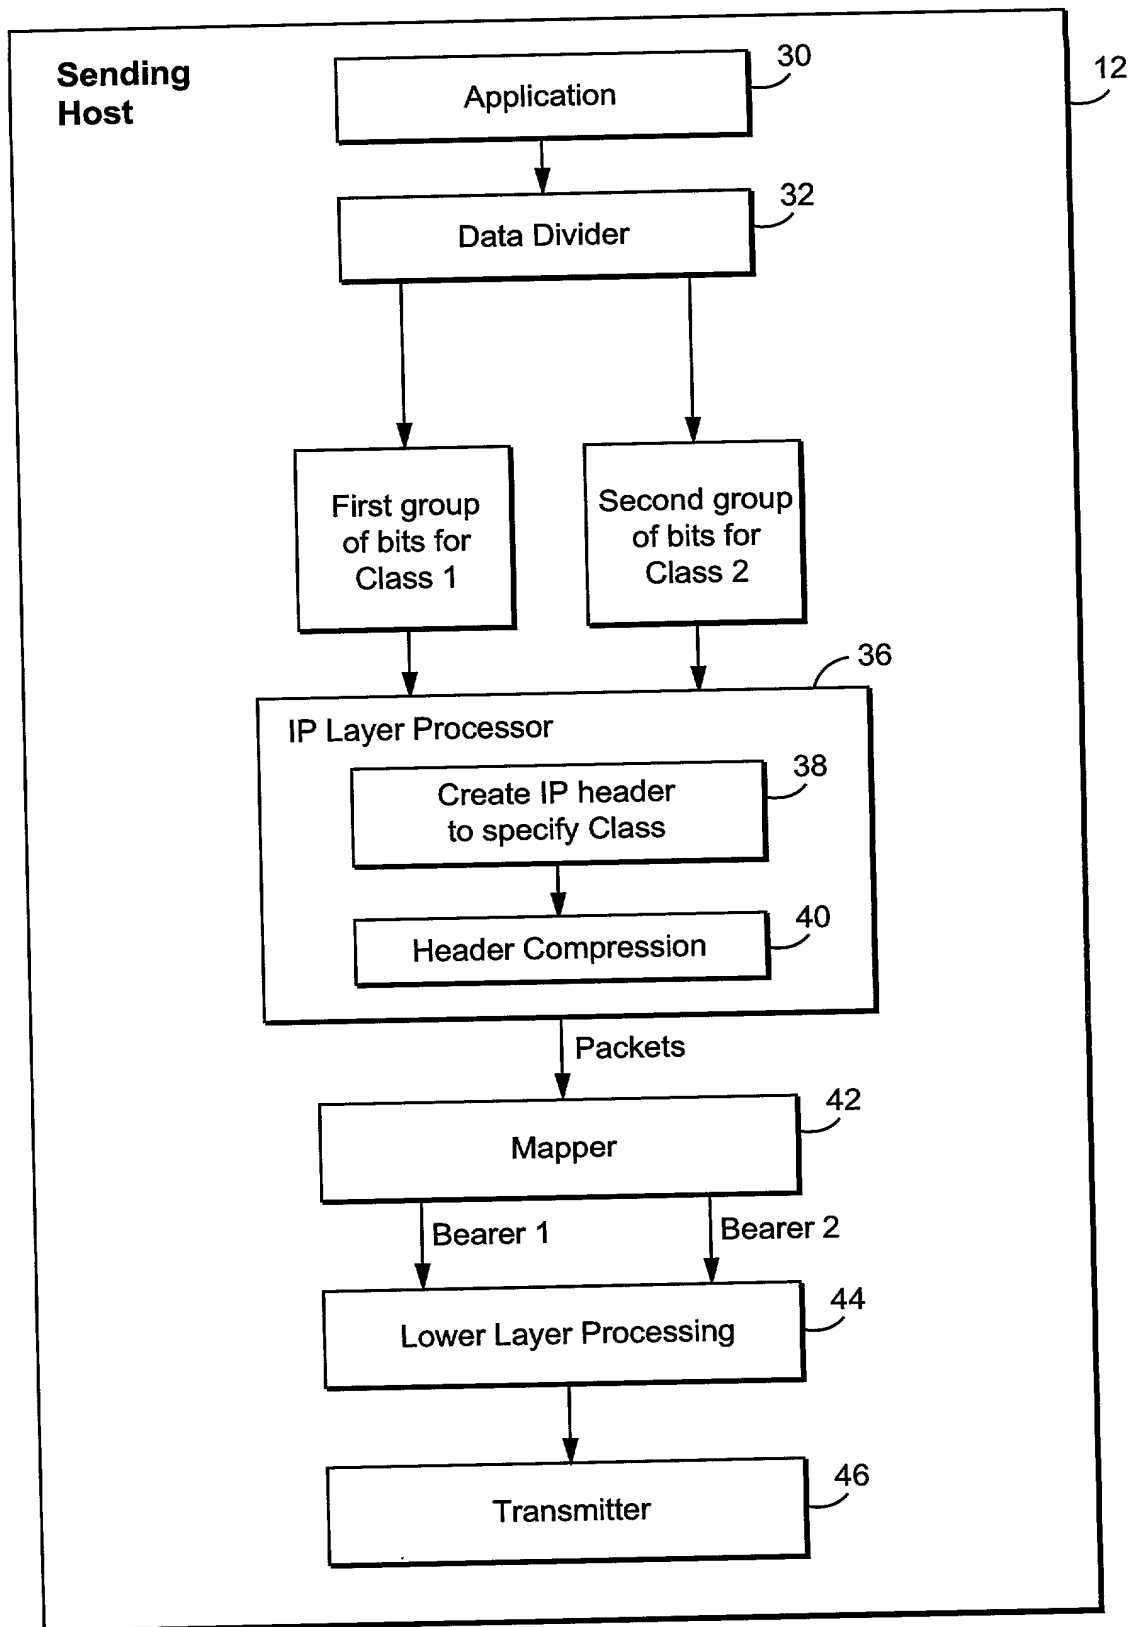 Sending
Host
12
30
Application
32
Data Divider
First group
of bits for
Class 1
Second group
of bits for
Class 2
36
IP Layer Processor
38
Create IP header
to specify Class
40
Header Compression
Packets
42
Mapper
Bearer 1
Bearer 2
44
Lower Layer Processing
46
Transmitter